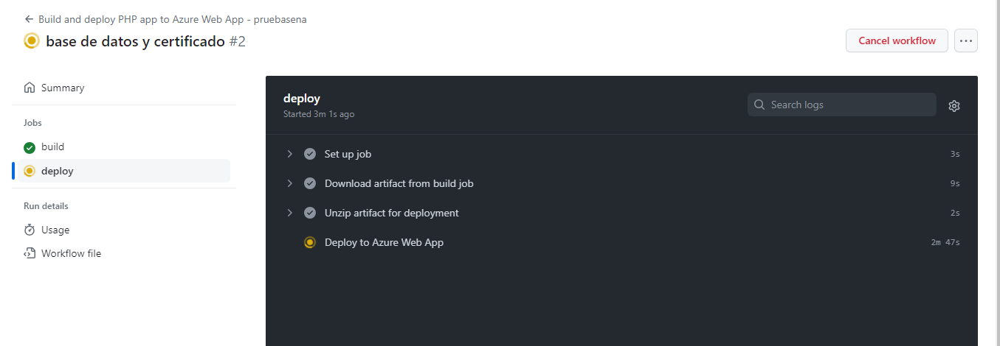 Build and deploy PHP app to Azure Web App - pruebasena
base de datos y certificado #2
Cancel workflow
Summary
Jobs
build
deploy
Run details
Usage
Workflow file
deploy
Started 3m 1s ago
Search logs
Set up job 3s
Download artifact from build job 9s
Unzip artifact for deployment 2s
Deploy to Azure Web App 2m 47s